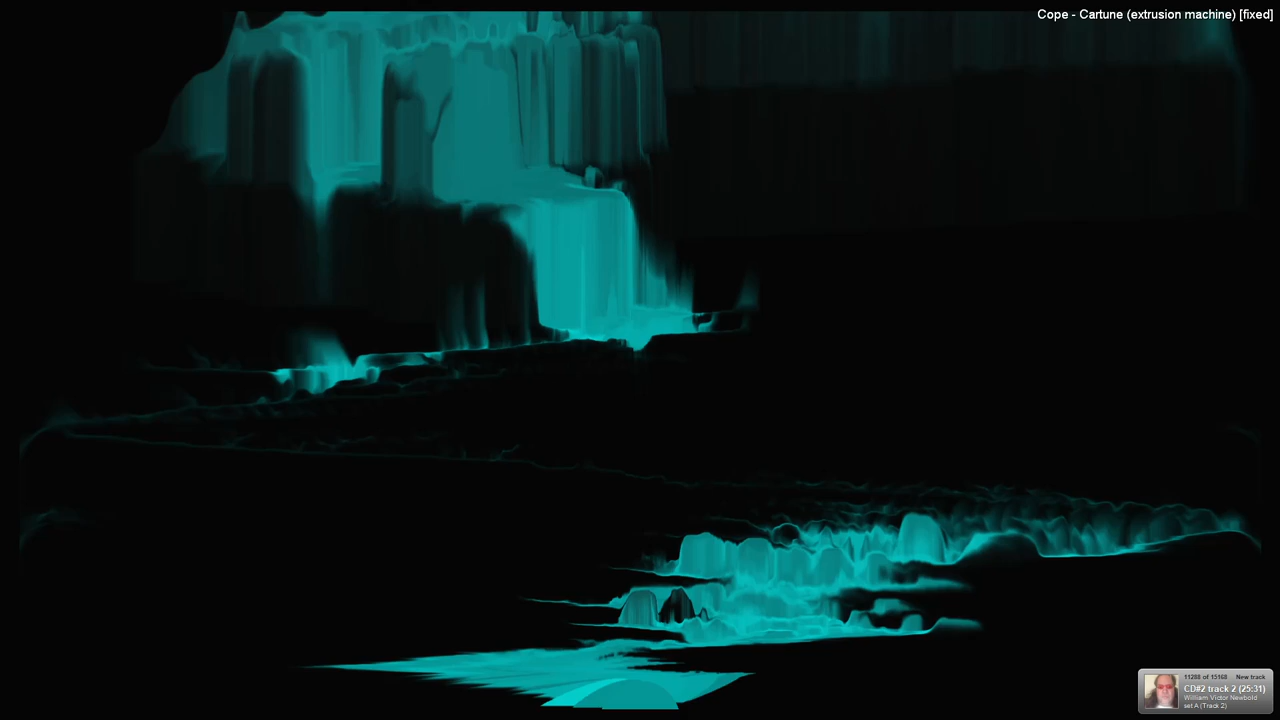 Cope - Cartune (extrusion machine) [fixed]
11288 of 15168 New track
CD#2 track 2 (25:31)
William Victor Newbold
set A (Track 2)